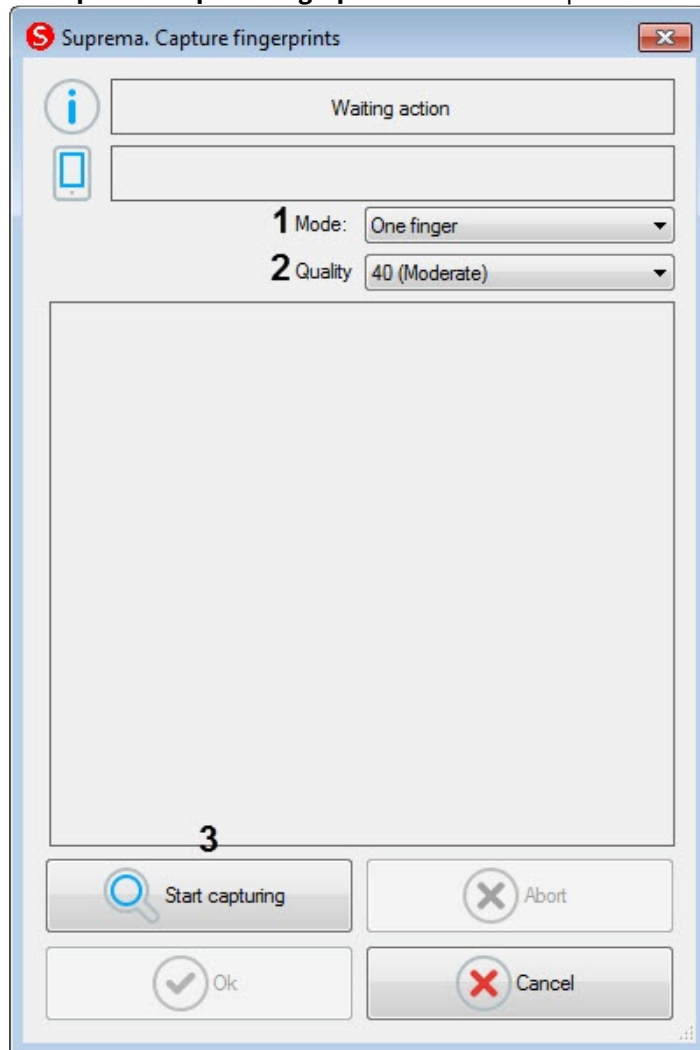 Suprema. Capture fingerprints
Waiting action
1 Mode: One finger
2 Quality 40 (Moderate)
3
Start capturing Abort
Ok Cancel